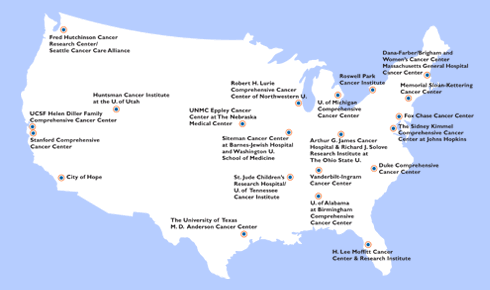 Fred Hutchinson Cancer
Research Center/
Seattle Cancer Care Alliance
Dana-Farber/Brigham and
Women's Cancer Center
Massachusetts General Hospital
Cancer Center
Roswell Park
Cancer Institute
Robert H. Lurie
Comprehensive Cancer
Center of Northwestern U.
Memorial Sloan-Kettering
Cancer Center
Huntsman Cancer Institute
at the U. of Utah
U. of Michigan
Comprehensive
Cancer Center
UNMC Eppley Cancer
Center at The Nebraska
Medical Center
UCSF Helen Diller Family
Comprehensive Cancer Center
Fox Chase Cancer Center
The Sidney Kimmel
Comprehensive Cancer
Center at Johns Hopkins
Stanford Comprehensive
Cancer Center
Siteman Cancer Center
at Barnes-Jewish Hospital
and Washington U.
School of Medicine
Arthur G. James Cancer
Hospital & Richard J. Solove
Research Institute at
The Ohio State U.
Duke Comprehensive
Cancer Center
City of Hope
St. Jude Children's
Research Hospital/
U. of Tennessee
Cancer Institute
Vanderbilt-Ingram
Cancer Center
U. of Alabama
at Birmingham
Comprehensive
Cancer Center
The University of Texas
M. D. Anderson Cancer Center
H. Lee Moffitt Cancer
Center & Research Institute